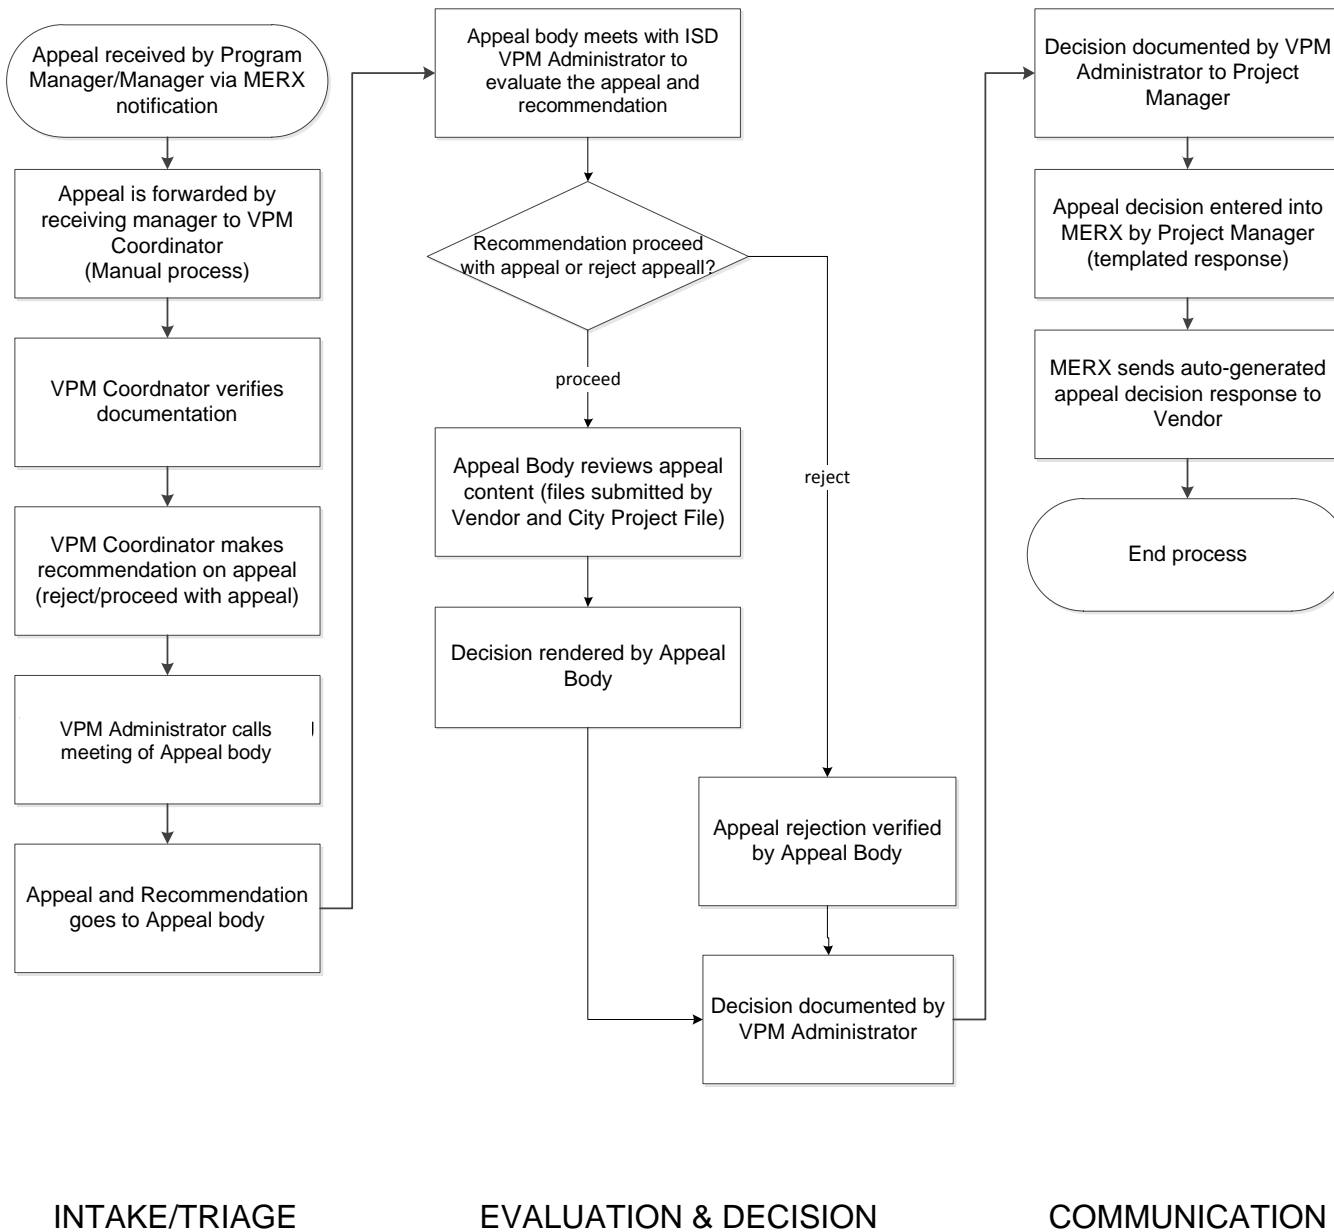 Appeal received by Program
Manager/Manager via MERX
notification
Appeal is forwarded by
receiving manager to VPM
Coordinator
(Manual process)
VPM Coordnator verifies
documentation
VPM Coordinator makes
recommendation on appeal
(reject/proceed with appeal)
VPM Administrator calls
meeting of Appeal body
Appeal and Recommendation
goes to Appeal body
Appeal body meets with ISD
VPM Administrator to
evaluate the appeal and
recommendation
Recommendation proceed
with appeal or reject appeall?
proceed
reject
Appeal Body reviews appeal
content (files submitted by
Vendor and City Project File)
Decision rendered by Appeal
Body
Appeal rejection verified
by Appeal Body
Decision documented by
VPM Administrator
Decision documented by VPM
Administrator to Project
Manager
Appeal decision entered into
MERX by Project Manager
(templated response)
MERX sends auto-generated
appeal decision response to
Vendor
End process
INTAKE/TRIAGE
EVALUATION & DECISION
COMMUNICATION